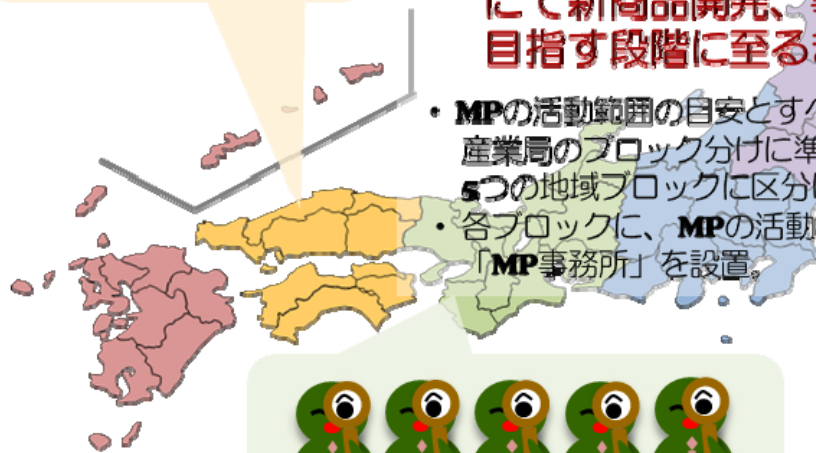 にて新商品開発、
目指す段階に至る
• MPの活動範囲の目安とすべ
産業局のブロック分けに準
5つの地域ブロックに区分け
• 各ブロックに、MPの活動
「MP事務所」を設置。